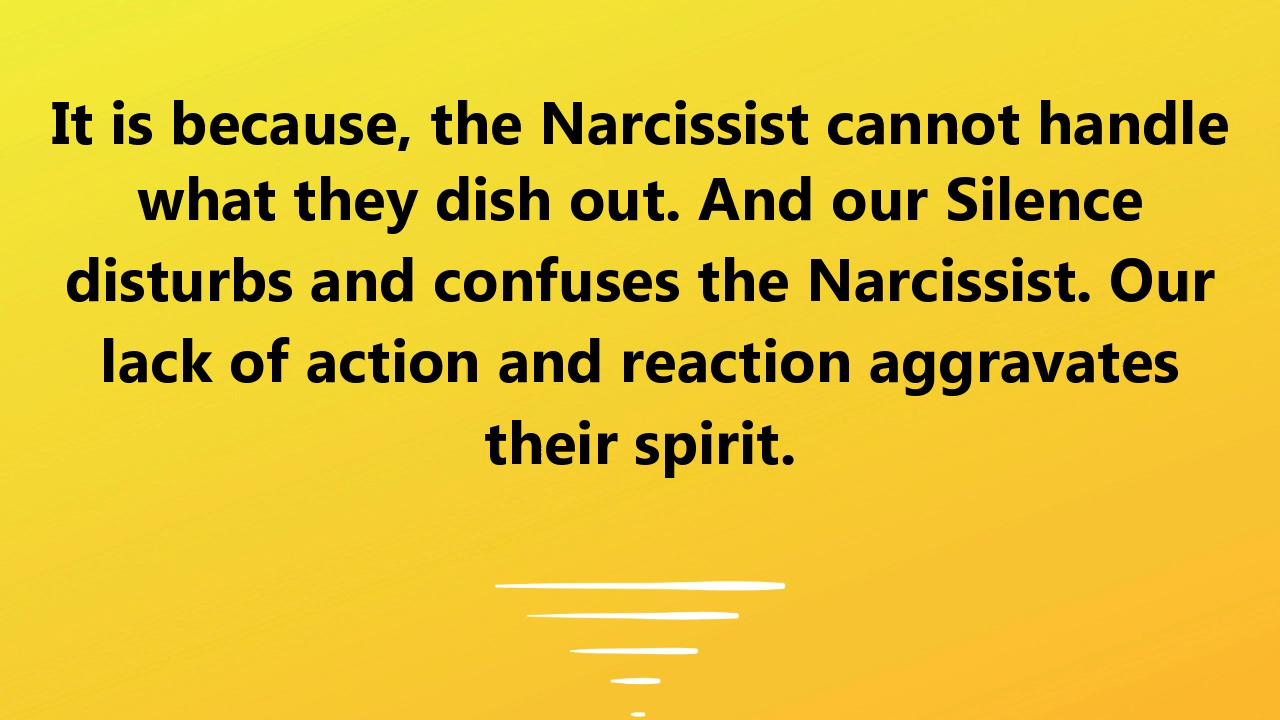 It is because, the Narcissist cannot handle
what they dish out. And our Silence
disturbs and confuses the Narcissist. Our
lack of action and reaction aggravates
their spirit.